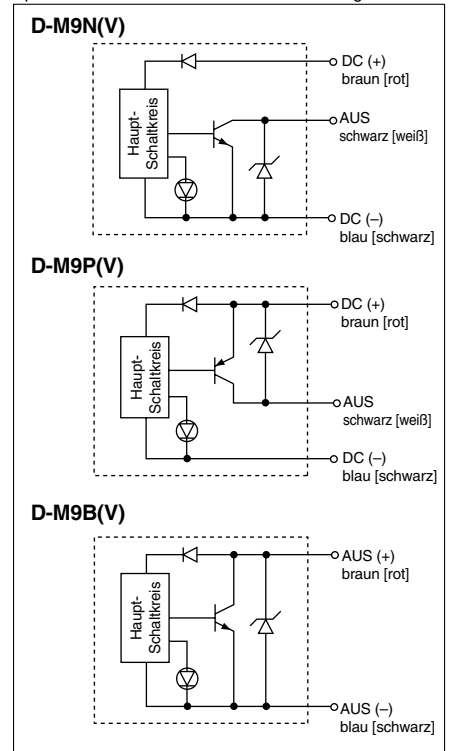 D-M9N(V)
DC (+)
braun [rot]
AUS
schwarz [weiß]
Haupt-
Schaltkreis
DC (–)
blau [schwarz]
D-M9P(V)
DC (+)
braun [rot]
Haupt-
Schaltkreis
AUS
schwarz [weiß]
DC (–)
blau [schwarz]
D-M9B(V)
AUS (+)
braun [rot]
Haupt-
Schaltkreis
AUS (–)
blau [schwarz]